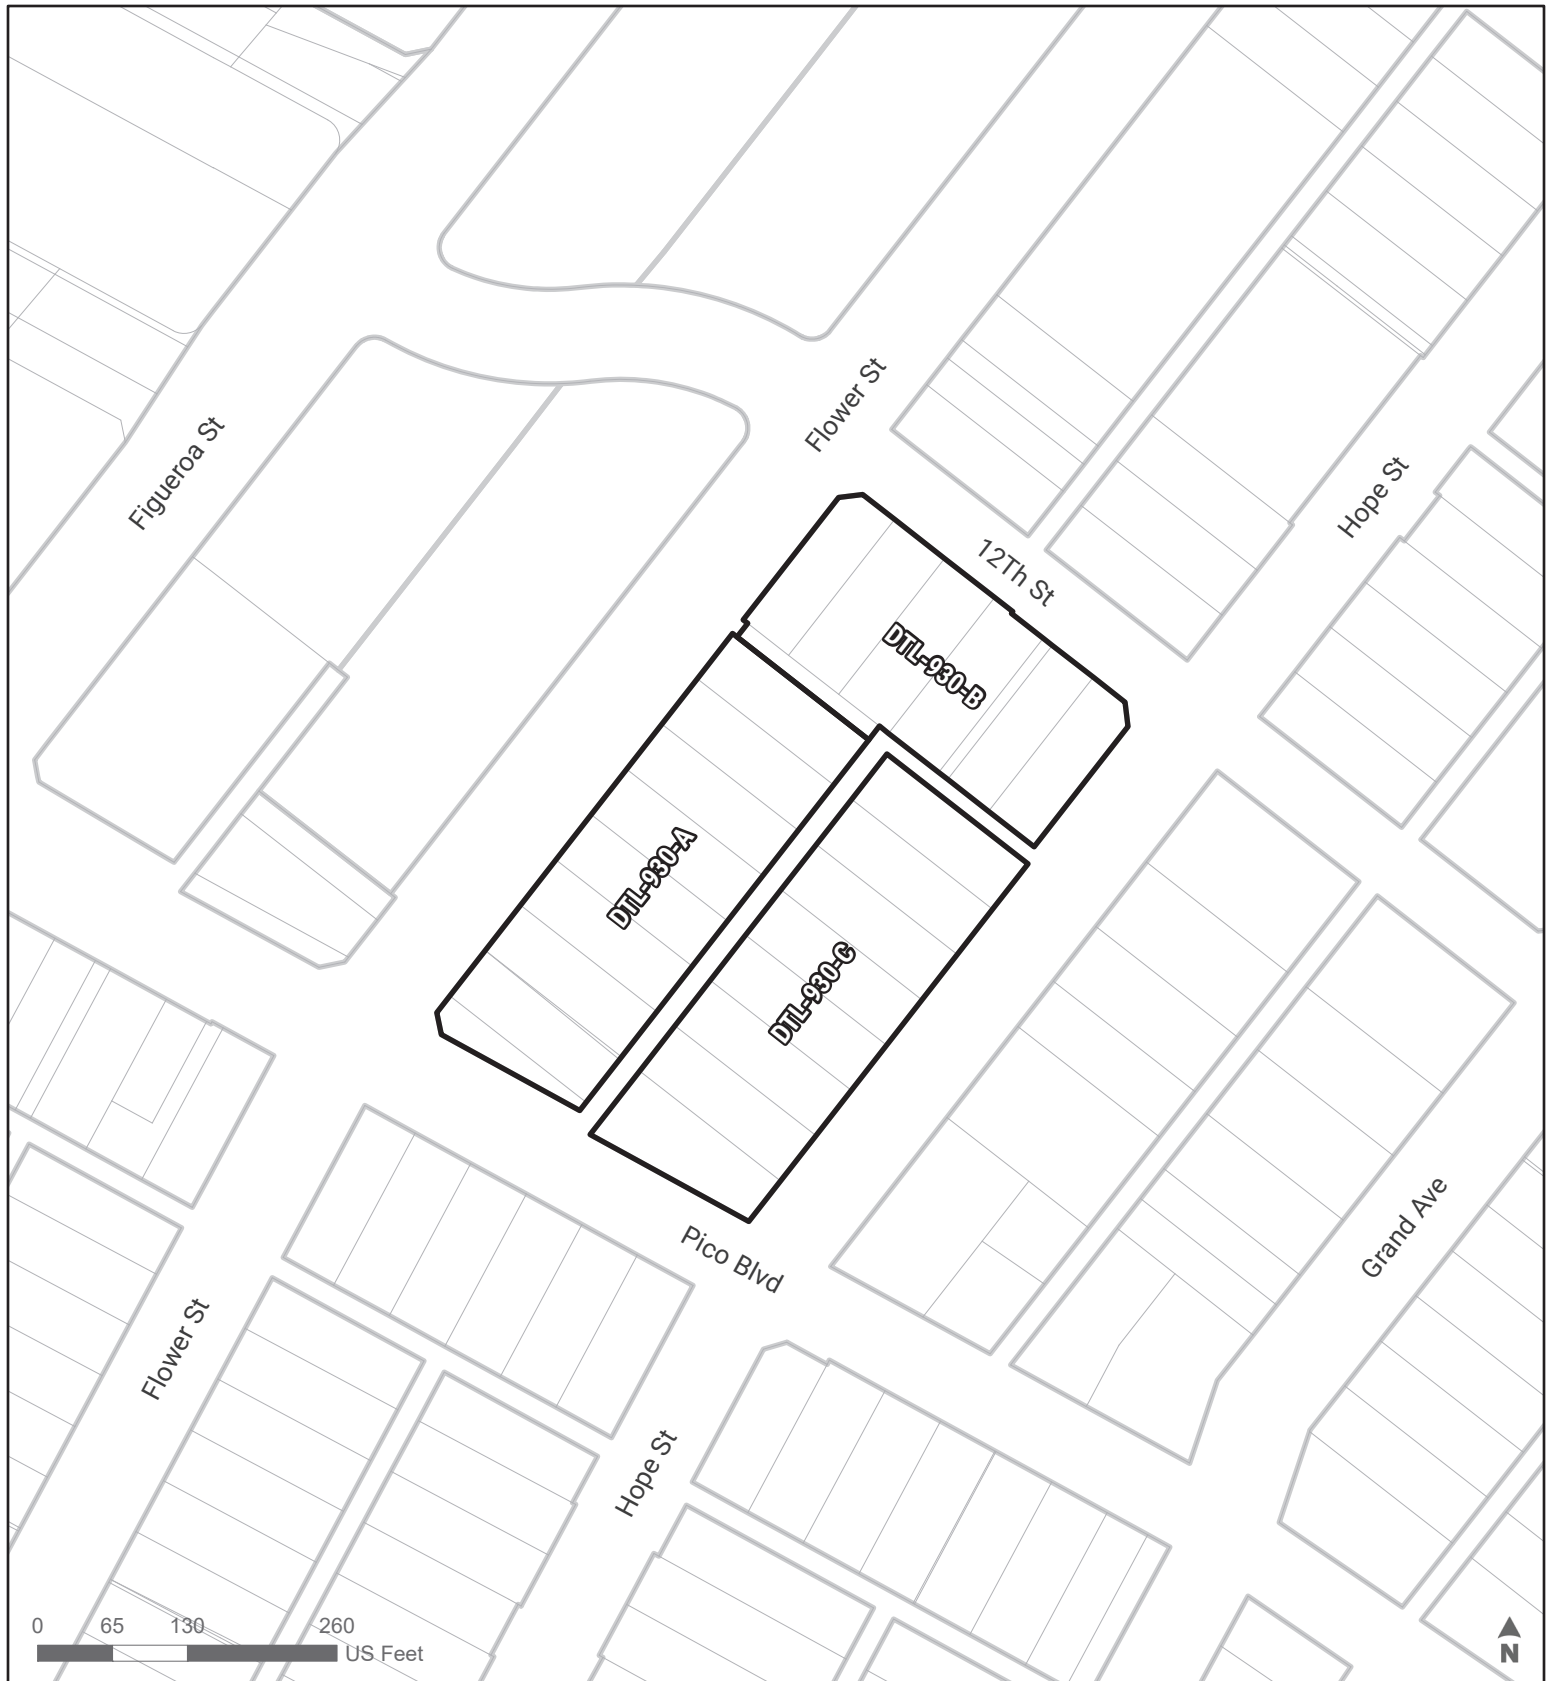 Flower St
Figueroa St
Hope St
12Th St
DTL-930-B
DTL-930-A
DTL-930-C
Grand Ave
Pico Blvd
Flower St
Hope St
0 65 130 260
US Feet
N